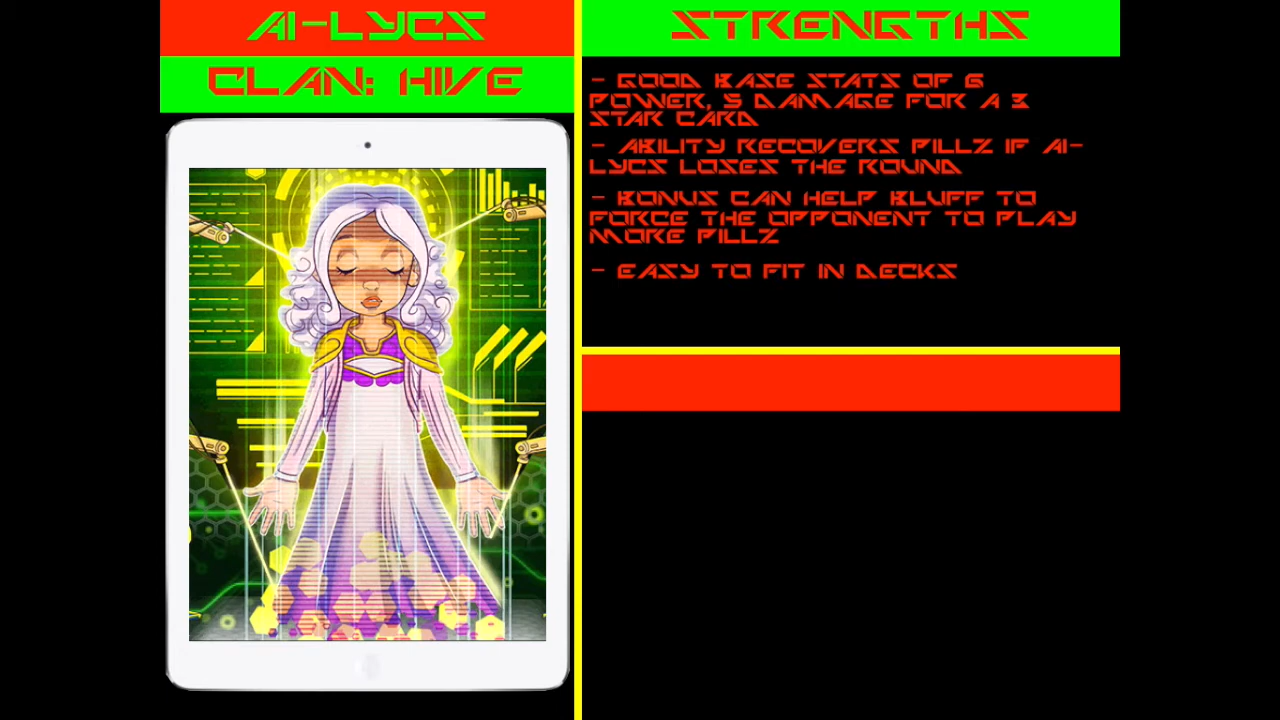 AI-LYCS
CLAN: HIVE
STRENGTHS
- GOOD BASE STATS OF 6
POWER, 5 DAMAGE FOR A 3
STAR CARD
- ABILITY RECOVERS PILLZ IF AI-
LYCS LOSES THE ROUND
- BONUS CAN HELP BLUFF TO
FORCE THE OPPONENT TO PLAY
MORE PILLZ
- EASY TO FIT IN DECKS